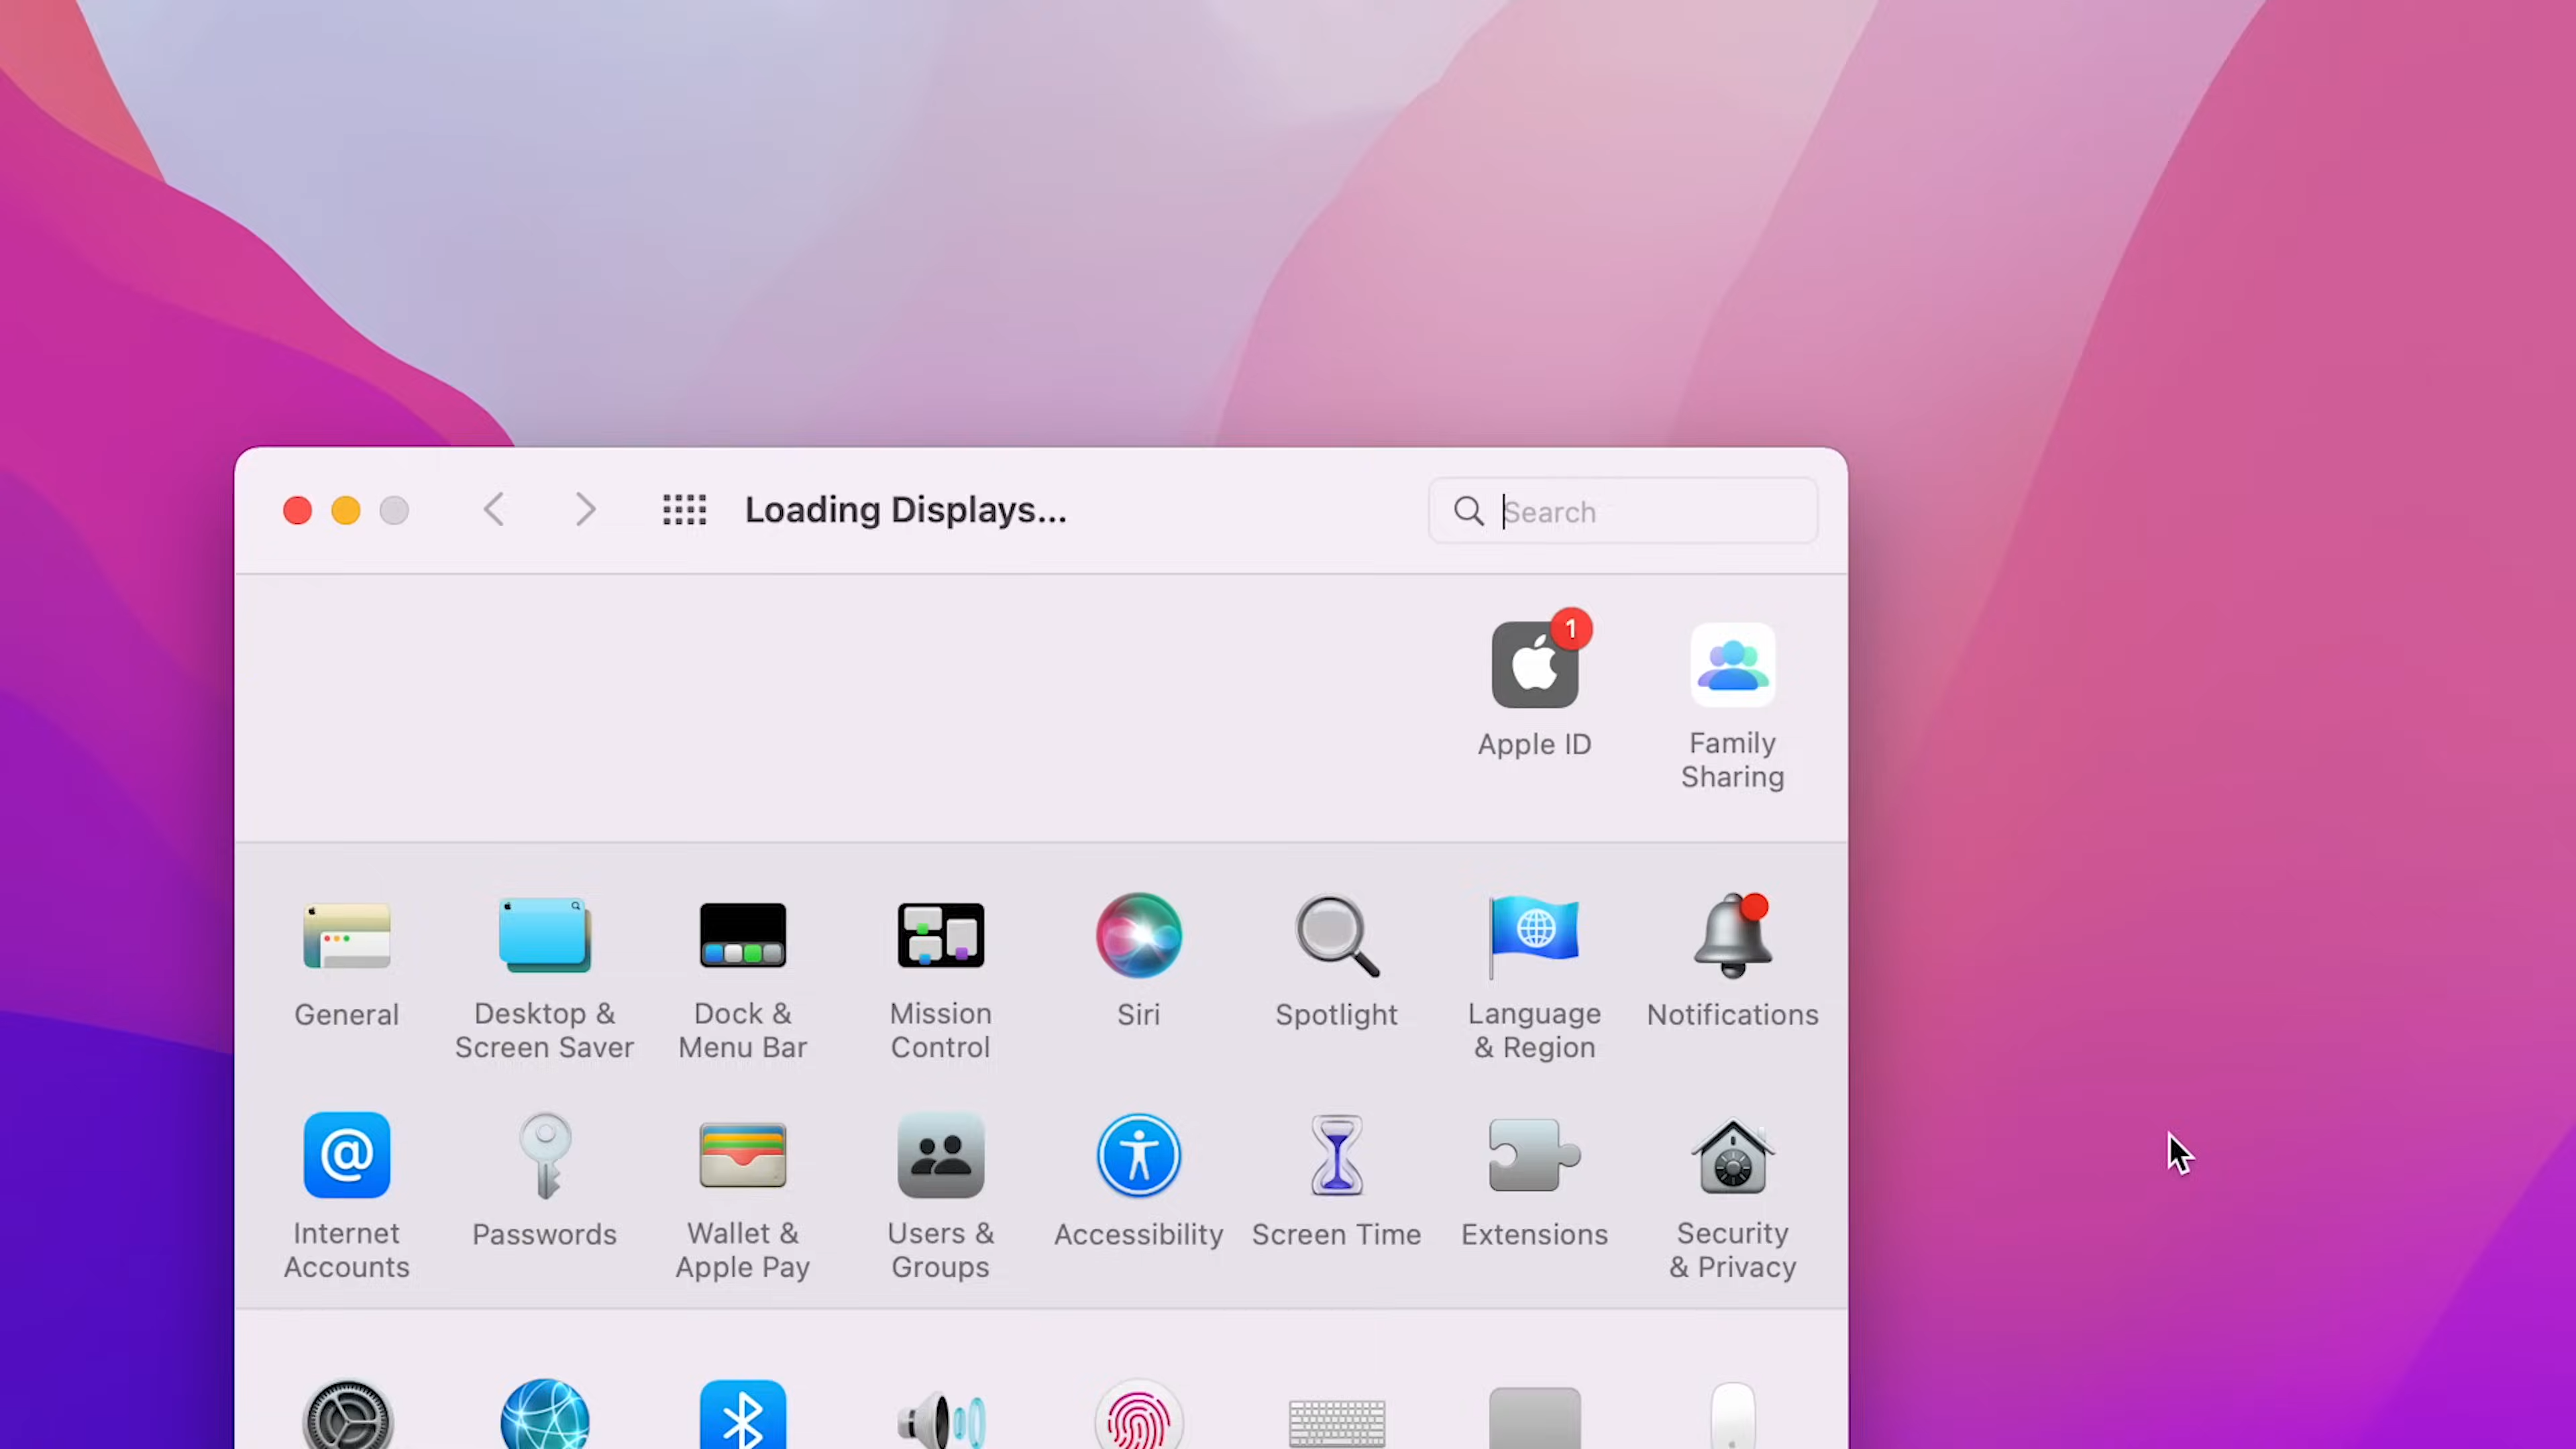 Loading Displays...
Search
1
Apple ID
Family
Sharing
General
Desktop &
Screen Saver
Dock &
Menu Bar
Mission
Control
Siri
Spotlight
Language
& Region
Notifications
@
Internet
Accounts
Passwords
Wallet &
Apple Pay
Users &
Groups
Accessibility
Screen Time
Extensions
Security
& Privacy